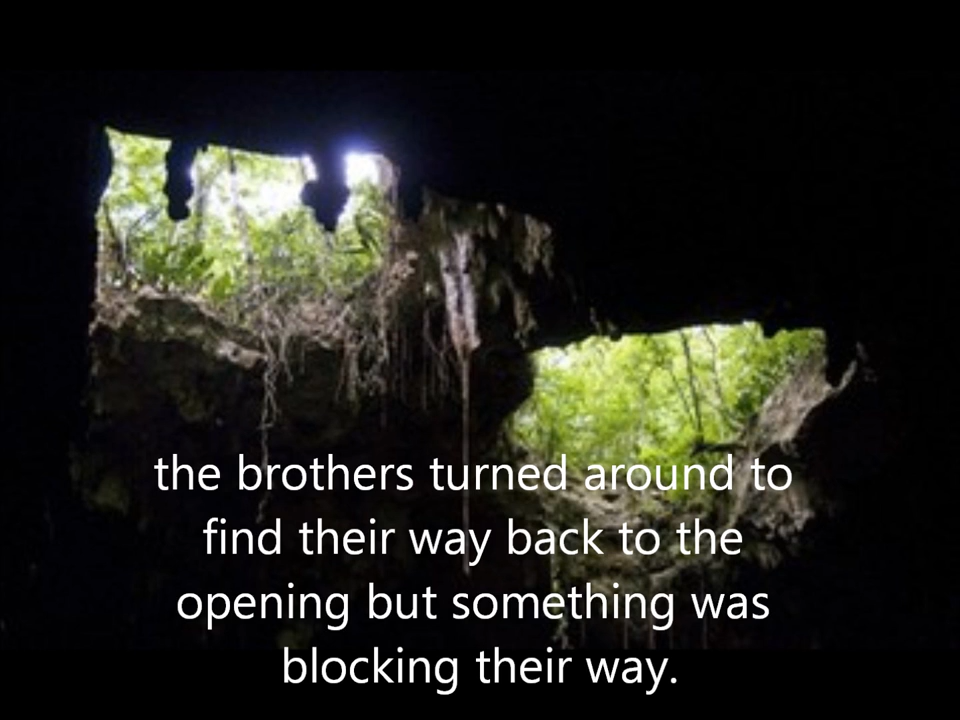 the brothers turned around to
find their way back to the
opening but something was
blocking their way.